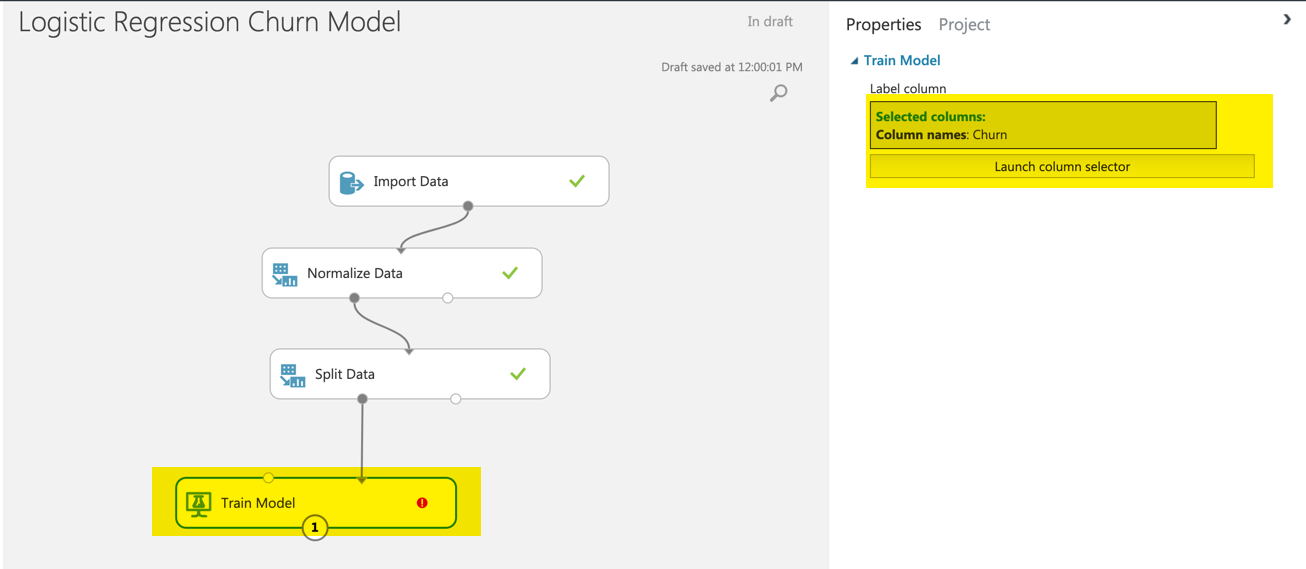 Logistic Regression Churn Model
In draft
Draft saved at 12:00:01 PM
Import Data
Normalize Data
Split Data
Train Model
1
Properties Project
Train Model
Label column
Selected columns:
Column names: Churn
Launch column selector